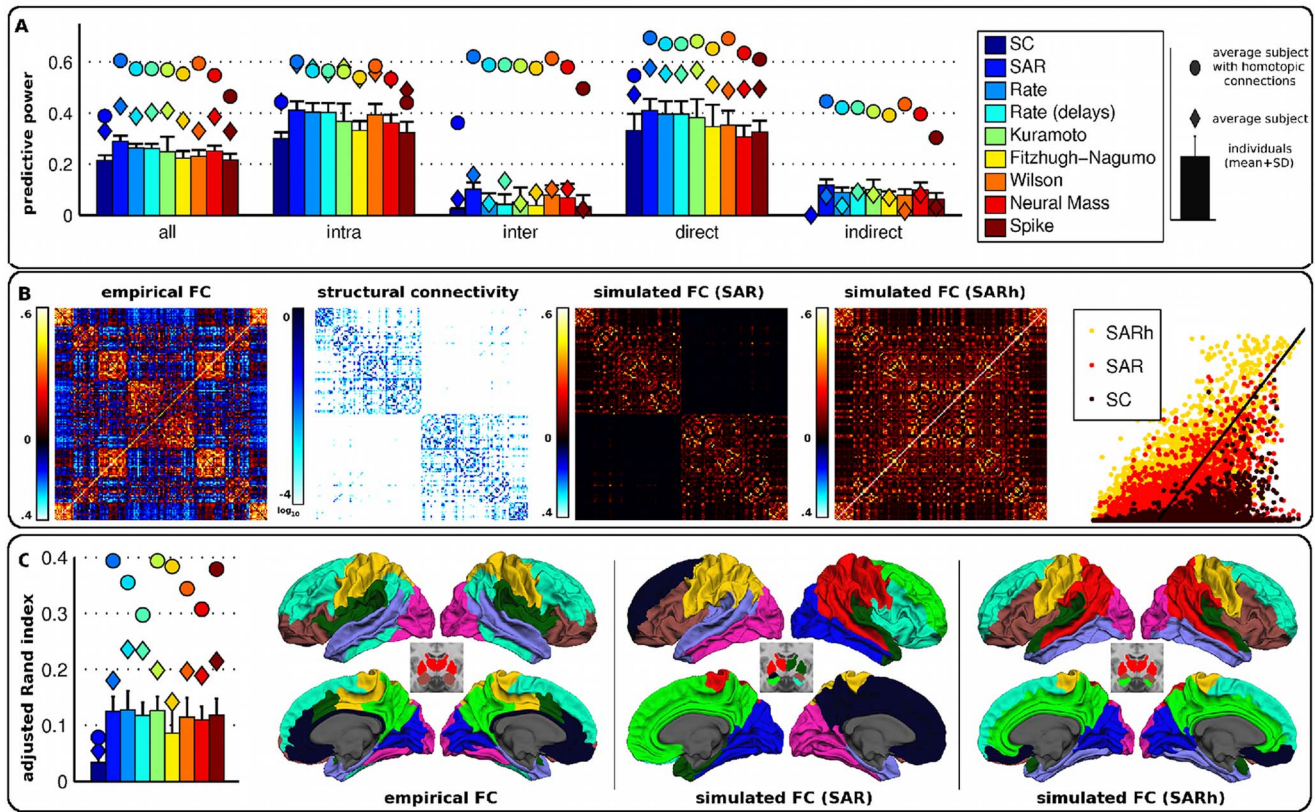 A
predictive power
0.6
0.4
0.2
0
all
intra
inter
direct
indirect
SC
SAR
Rate
Rate (delays)
Kuramoto
Fitzhugh-Nagumo
Wilson
Neural Mass
Spike
average subject
with homotopic
connections
average subject
individuals
(mean+SD)
B
empirical FC
structural connectivity
simulated FC (SAR)
simulated FC (SARh)
.6
0
.4
0
-4
log10
.6
0
.4
.6
0
.4
SARh
SAR
SC
C
adjusted Rand index
0.4
0.3
0.2
0.1
0
empirical FC
simulated FC (SAR)
simulated FC (SARh)